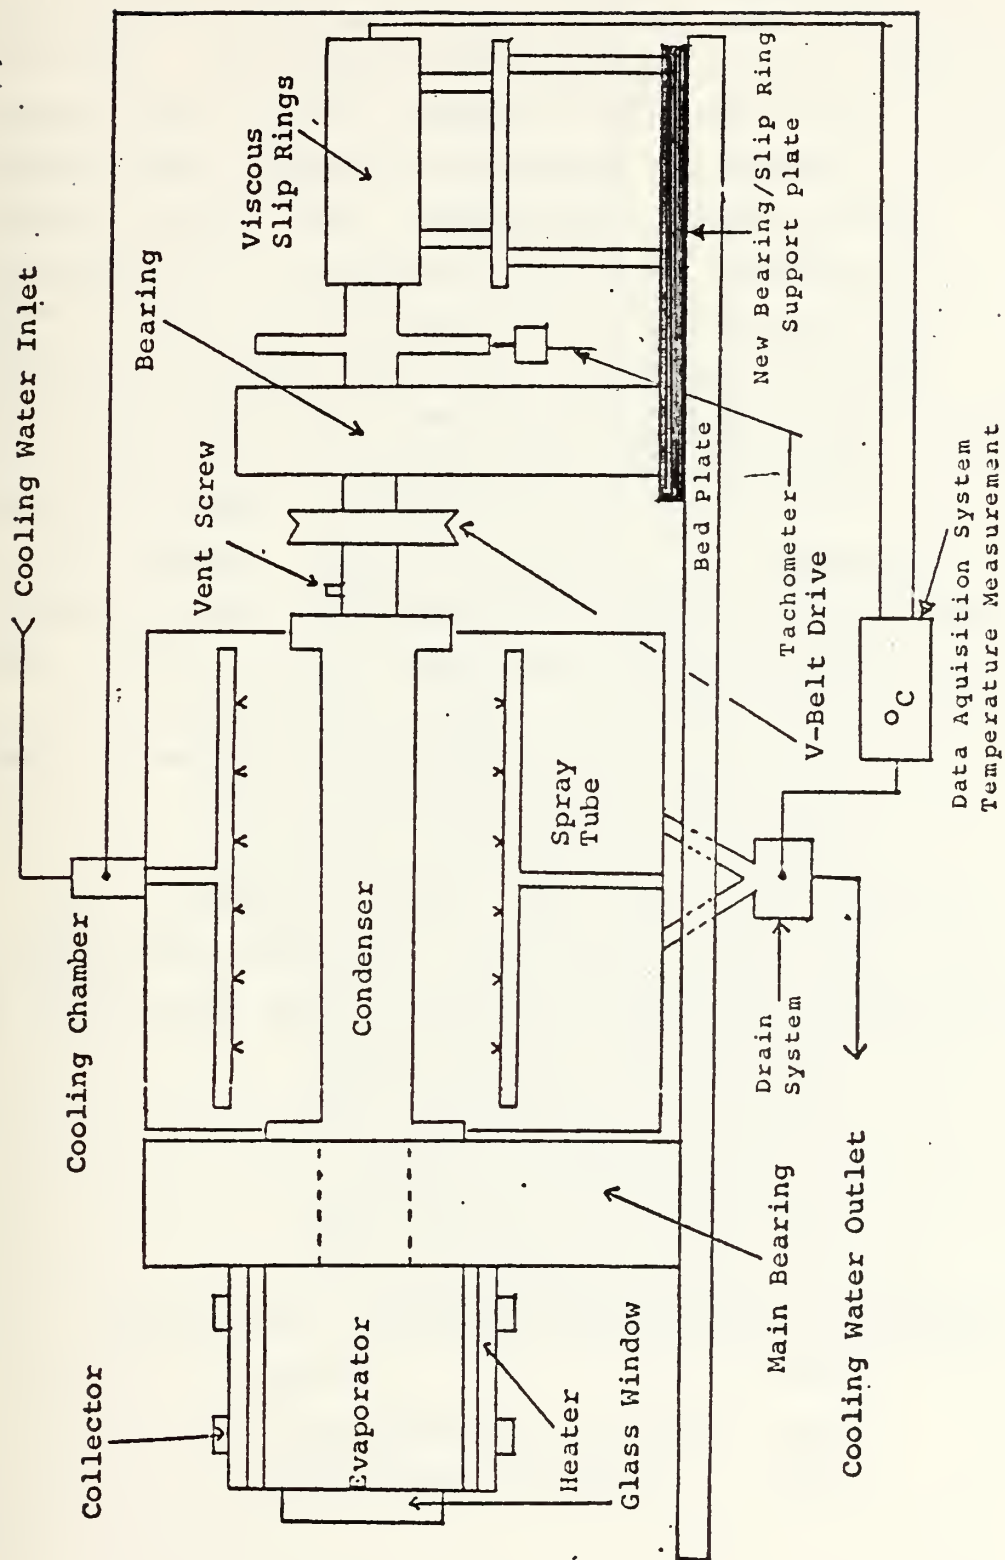 Cooling Water Inlet
Cooling Chamber
Vent Screw
Bearing
Viscous
Slip Rings
Collector
Evaporator
Condenser
Spray
Tube
Heater
Glass Window
Main Bearing
Drain
System
Cooling Water Outlet
V-Belt Drive
Tachometer
Bed Plate
New Bearing/Slip Ring
Support plate
°C
Data Aquisition System
Temperature Measurement